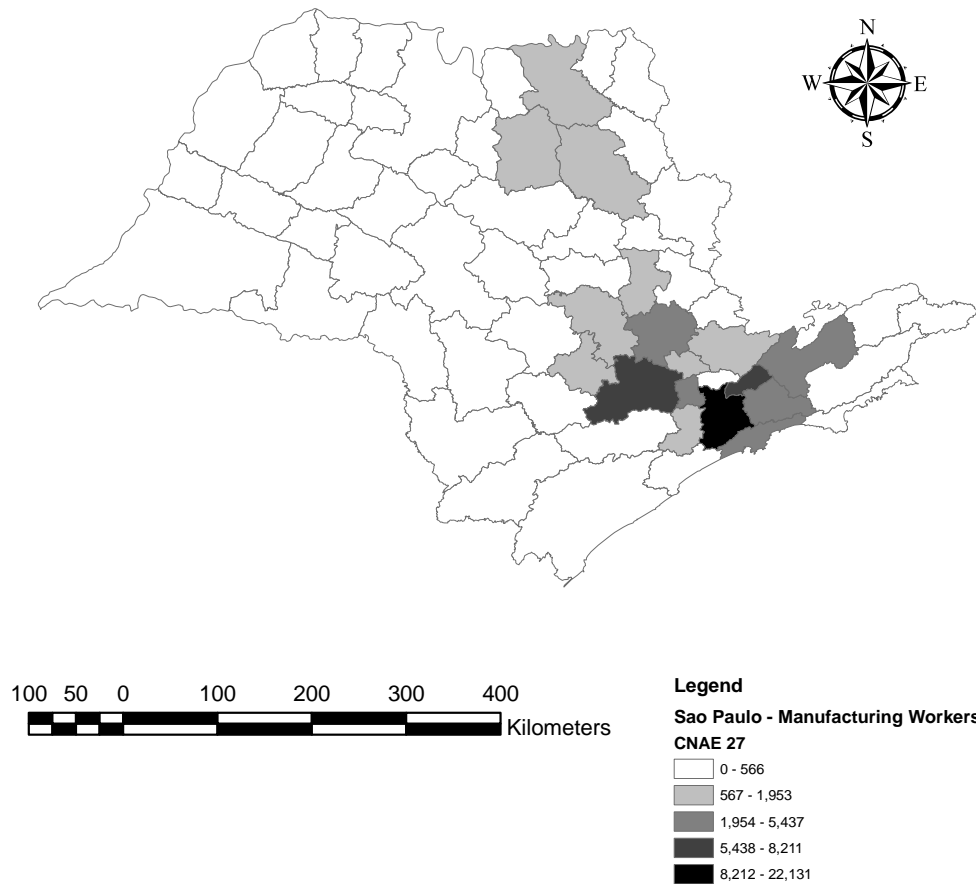 N
W E
S
100 50 0 100 200 300 400
Kilometers
Legend
Sao Paulo - Manufacturing Workers
CNAE 27
0 - 566
567 - 1,953
1,954 - 5,437
5,438 - 8,211
8,212 - 22,131